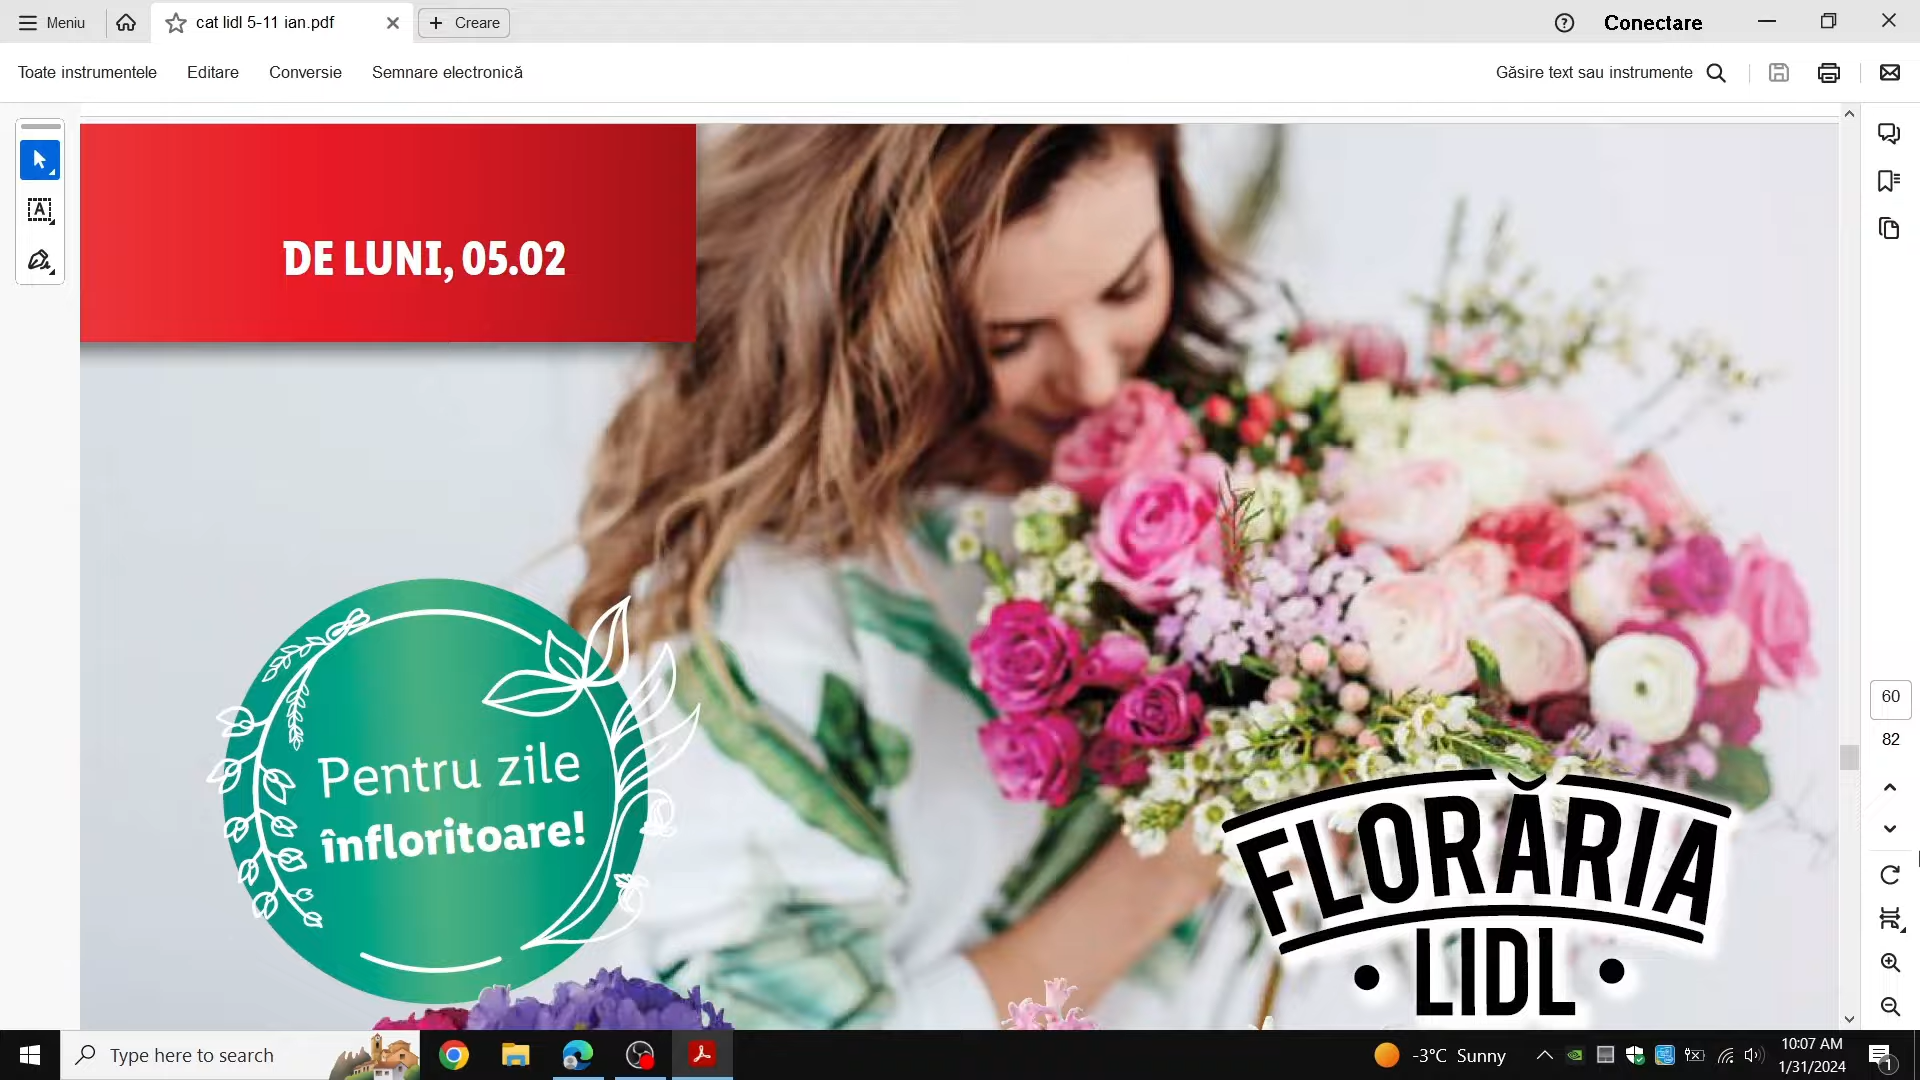 Meniu
cat lidl 5-11 ian.pdf
Creare
Conectare
Toate instrumentele
Editare
Conversie
Semnare electronică
Găsire text sau instrumente
DE LUNI, 05.02
Pentru zile
înfloritoare!
FLORĂRIA
LIDL
60
82
Type here to search
-3°C Sunny
10:07 AM
1/31/2024
1